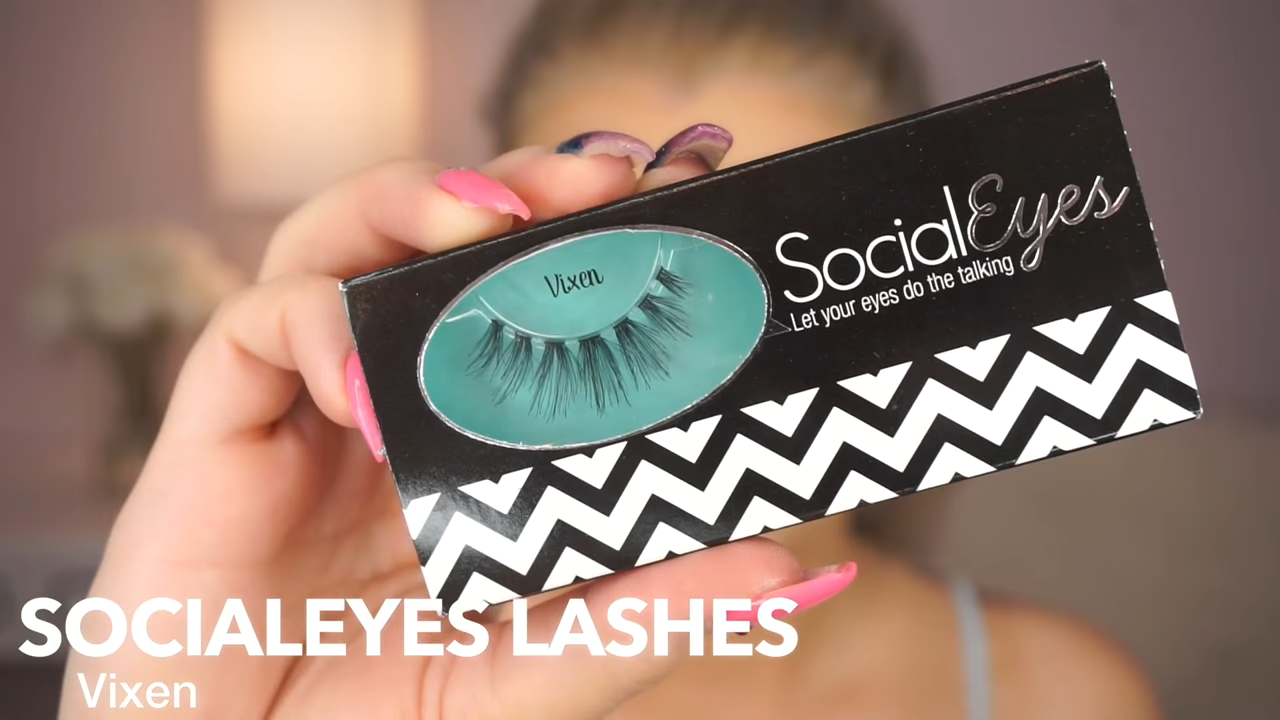 Vixen
SocialEyes
Let your eyes do the talking
SOCIALEYES LASHES
Vixen